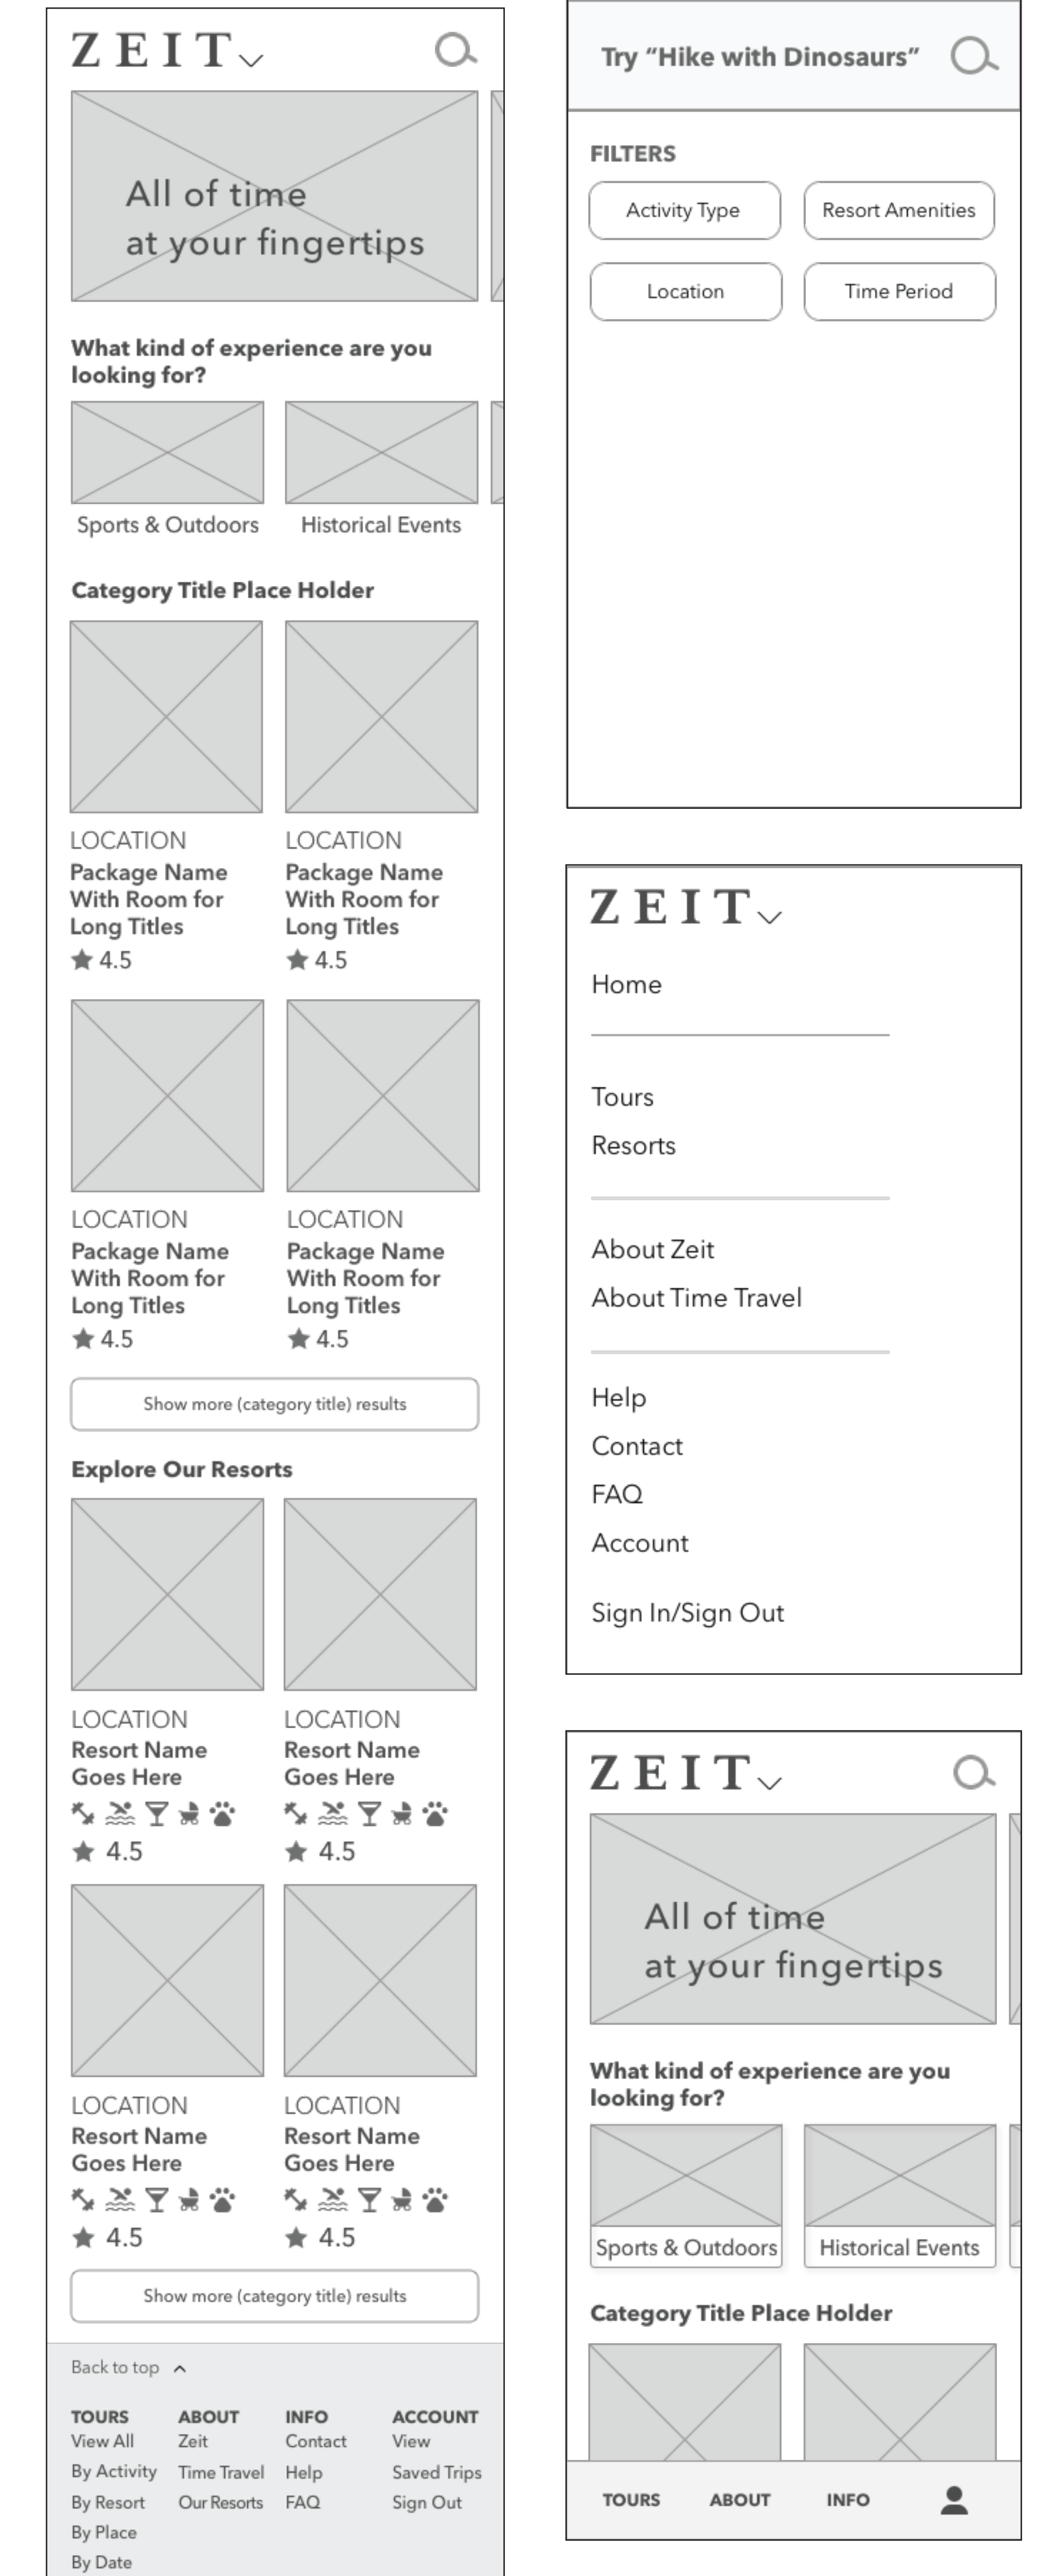 ZEIT
All of time
at your fingertips
What kind of experience are you
looking for?
Sports & Outdoors
Historical Events
Category Title Place Holder
LOCATION
Package Name
With Room for
Long Titles
4.5
LOCATION
Package Name
With Room for
Long Titles
4.5
LOCATION
Package Name
With Room for
Long Titles
4.5
LOCATION
Package Name
With Room for
Long Titles
4.5
Show more (category title) results
Explore Our Resorts
LOCATION
Resort Name
Goes Here
4.5
LOCATION
Resort Name
Goes Here
4.5
LOCATION
Resort Name
Goes Here
4.5
LOCATION
Resort Name
Goes Here
4.5
Show more (category title) results
Back to top
TOURS
View All
By Activity
By Resort
By Place
By Date
ABOUT
Zeit
Time Travel
Our Resorts
INFO
Contact
Help
FAQ
ACCOUNT
View
Saved Trips
Sign Out
Try “Hike with Dinosaurs”
FILTERS
Activity Type
Resort Amenities
Location
Time Period
ZEIT
Home
Tours
Resorts
About Zeit
About Time Travel
Help
Contact
FAQ
Account
Sign In/Sign Out
ZEIT
All of time
at your fingertips
What kind of experience are you
looking for?
Sports & Outdoors
Historical Events
Category Title Place Holder
TOURS
ABOUT
INFO